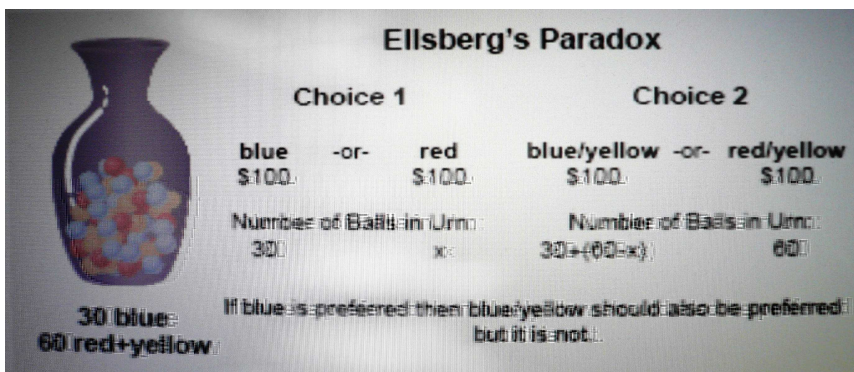 Ellsberg's Paradox
Choice 1
Choice 2
blue -or- red
$100 $100
blue/yellow -or- red/yellow
$100 $100
Number of Balls in Urn:
30 x
Number of Balls in Urn:
30+(60-x) 60
30 blue
60 red+yellow
If blue is preferred then blue/yellow should also be preferred
but it is not.